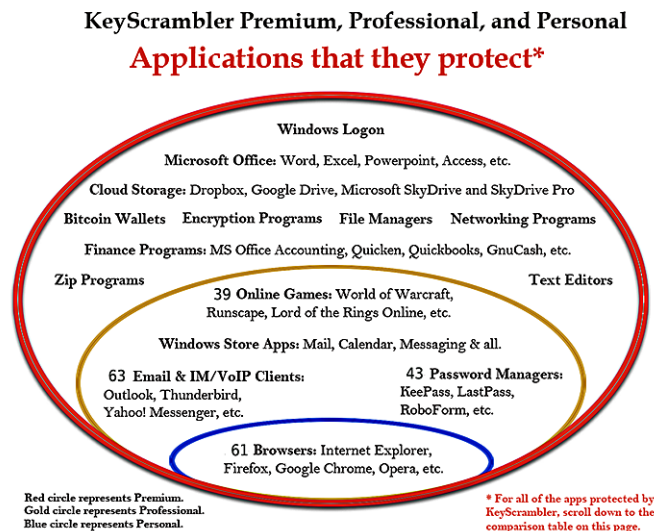 KeyScrambler Premium, Professional, and Personal
Applications that they protect*
Windows Logon
Microsoft Office: Word, Excel, Powerpoint, Access, etc.
Cloud Storage: Dropbox, Google Drive, Microsoft SkyDrive and SkyDrive Pro
Bitcoin Wallets Encryption Programs File Managers Networking Programs
Finance Programs: MS Office Accounting, Quicken, Quickbooks, GnuCash, etc.
Zip Programs
Text Editors
39 Online Games: World of Warcraft,
Runscape, Lord of the Rings Online, etc.
Windows Store Apps: Mail, Calendar, Messaging & all.
63 Email & IM/VoIP Clients:
Outlook, Thunderbird,
Yahoo! Messenger, etc.
43 Password Managers:
KeePass, LastPass,
RoboForm, etc.
61 Browsers: Internet Explorer,
Firefox, Google Chrome, Opera, etc.
Red circle represents Premium.
Gold circle represents Professional.
Blue circle represents Personal.
* For all of the apps protected by
KeyScrambler, scroll down to the
comparison table on this page.